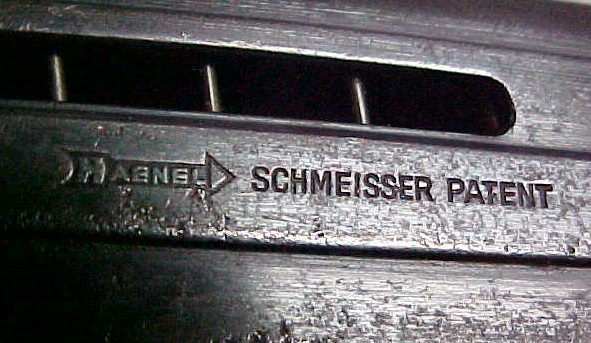 HAENEL SCHMEISSER PATENT